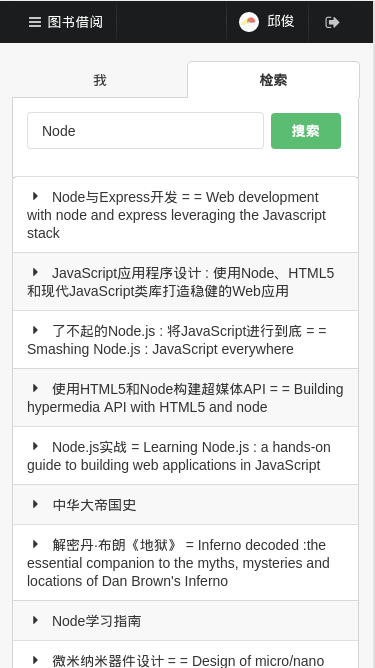 图书借阅 邱俊
我 检索
Node 搜索
Node与Express开发 = = Web development
with node and express leveraging the Javascript
stack
JavaScript应用程序设计 : 使用Node、HTML5
和现代JavaScript类库打造稳健的Web应用
了不起的Node.js : 将JavaScript进行到底 = =
Smashing Node.js : JavaScript everywhere
使用HTML5和Node构建超媒体API = = Building
hypermedia API with HTML5 and node
Node.js实战 = Learning Node.js : a hands-on
guide to building web applications in JavaScript
中华大帝国史
解密丹·布朗《地狱》 = Inferno decoded :the
essential companion to the myths, mysteries and
locations of Dan Brown's Inferno
Node学习指南
微米纳米器件设计 = = Design of micro/nano